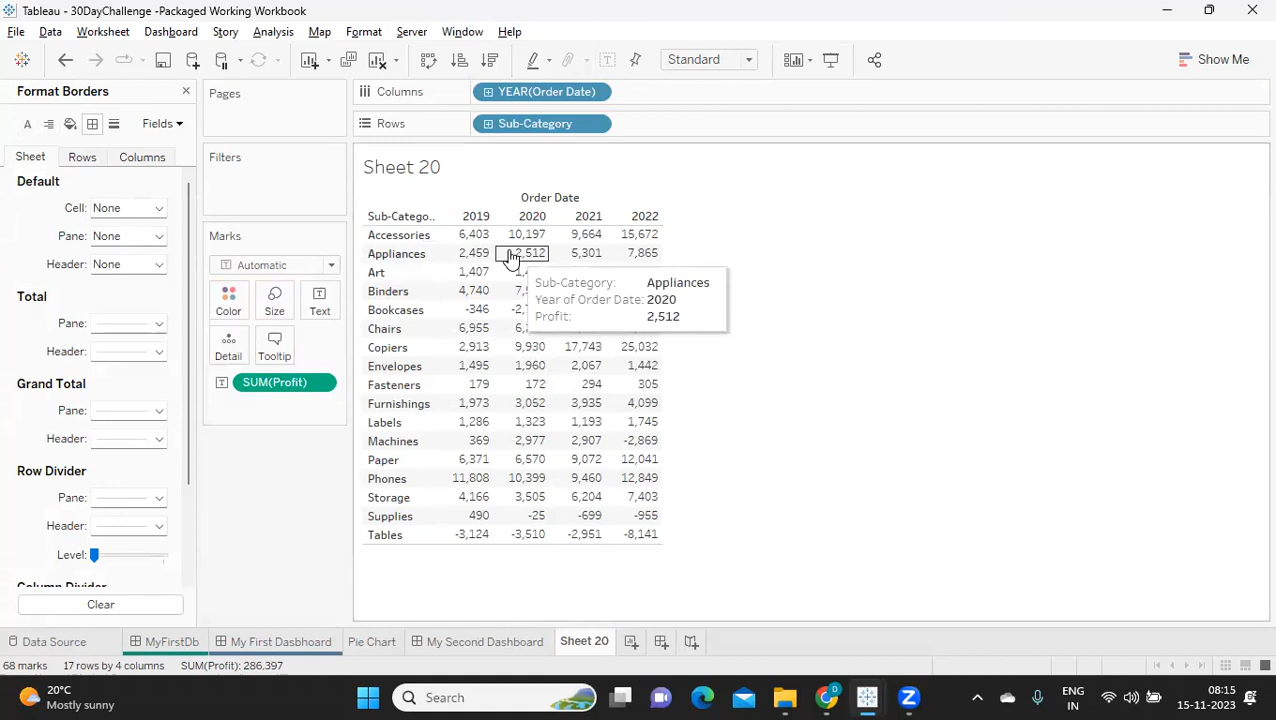 Tableau - 30DayChallenge -Packaged Working Workbook
File Data Worksheet Dashboard Story Analysis Map Format Server Window Help
Standard Show Me
Format Borders
Fields
Sheet Rows Columns
Default
Cell: None
Pane: None
Header: None
Total
Pane:
Header:
Grand Total
Pane:
Header:
Row Divider
Pane:
Header:
Level:
Clear
Pages
Filters
Marks
Automatic
Color Size Text
Detail Tooltip
SUM(Profit)
Columns YEAR(Order Date)
Rows Sub-Category
Sheet 20
Order Date
Sub-Catego.. 2019 2020 2021 2022
Accessories 6,403 10,197 9,664 15,672
Appliances 2,459 2,512 5,301 7,865
Art 1,407
Binders 4,740
Bookcases -346
Chairs 6,955
Copiers 2,913 9,930 17,743 25,032
Envelopes 1,495 1,960 2,067 1,442
Fasteners 179 172 294 305
Furnishings 1,973 3,052 3,935 4,099
Labels 1,286 1,323 1,193 1,745
Machines 369 2,977 2,907 -2,869
Paper 6,371 6,570 9,072 12,041
Phones 11,808 10,399 9,460 12,849
Storage 4,166 3,505 6,204 7,403
Supplies 490 -25 -699 -955
Tables -3,124 -3,510 -2,951 -8,141
Sub-Category: Appliances
Year of Order Date: 2020
Profit: 2,512
Data Source MyFirstDb My First Dasbhoard Pie Chart My Second Dashboard Sheet 20
68 marks 17 rows by 4 columns SUM(Profit): 286,397
20°C
Mostly sunny
Search
ENG
IN
08:15
15-11-2023